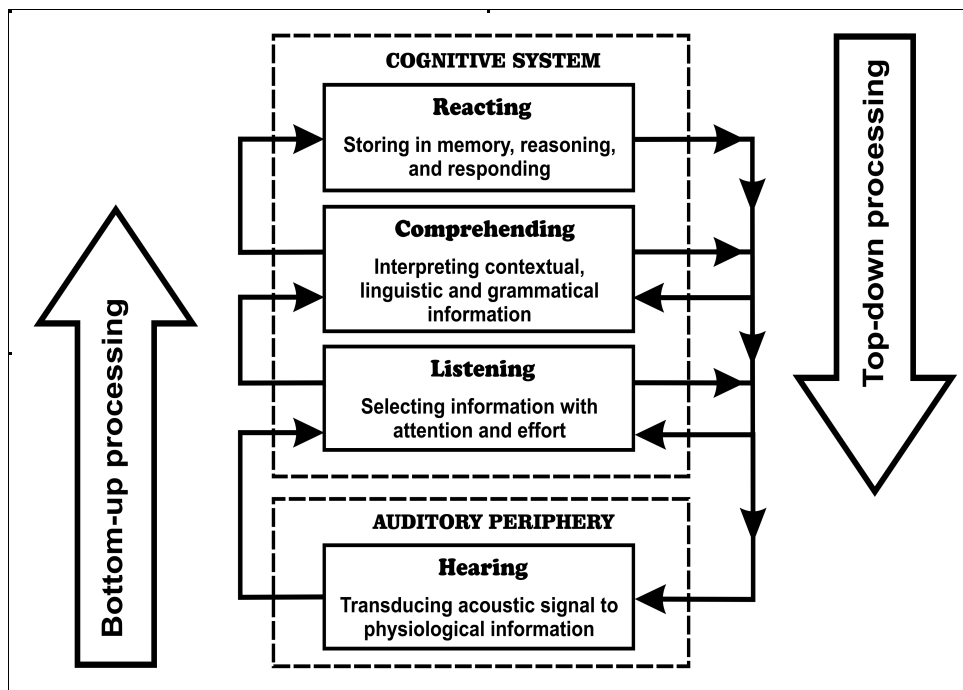 COGNITIVE SYSTEM
Reacting
Storing in memory, reasoning,
and responding
Comprehending
Interpreting contextual,
linguistic and grammatical
information
Listening
Selecting information with
attention and effort
AUDITORY PERIPHERY
Hearing
Transducing acoustic signal to
physiological information
Bottom-up processing
Top-down processing